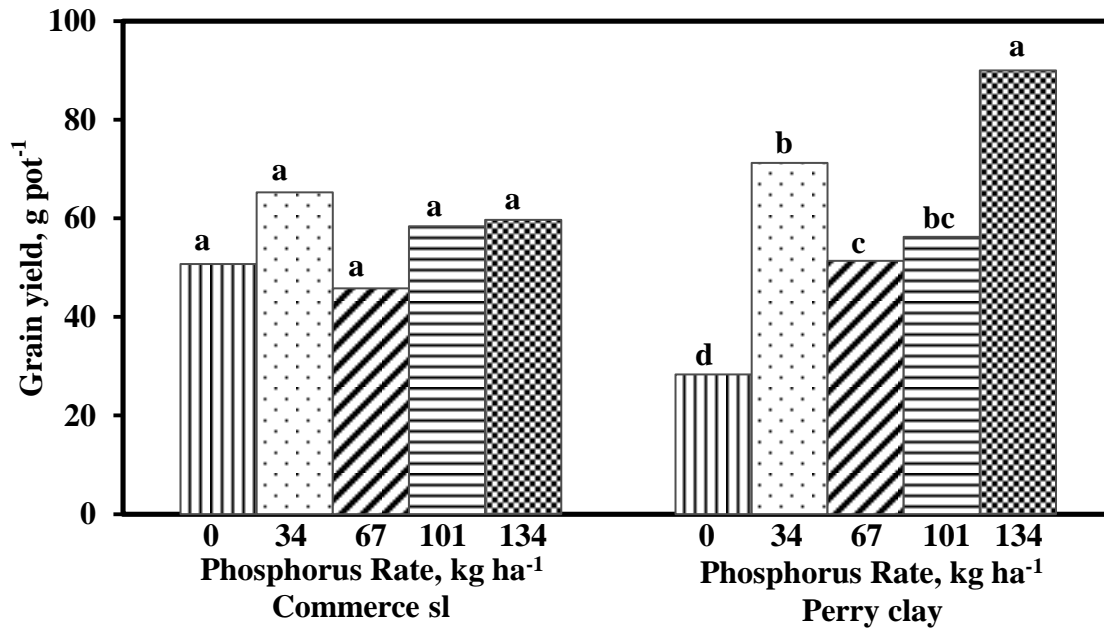 100
80
60
40
20
0
Grain yield, g pot-1
a
a
a
a
a
d
b
c
bc
a
0 34 67 101 134
Phosphorus Rate, kg ha-1
Commerce sl
0 34 67 101 134
Phosphorus Rate, kg ha-1
Perry clay